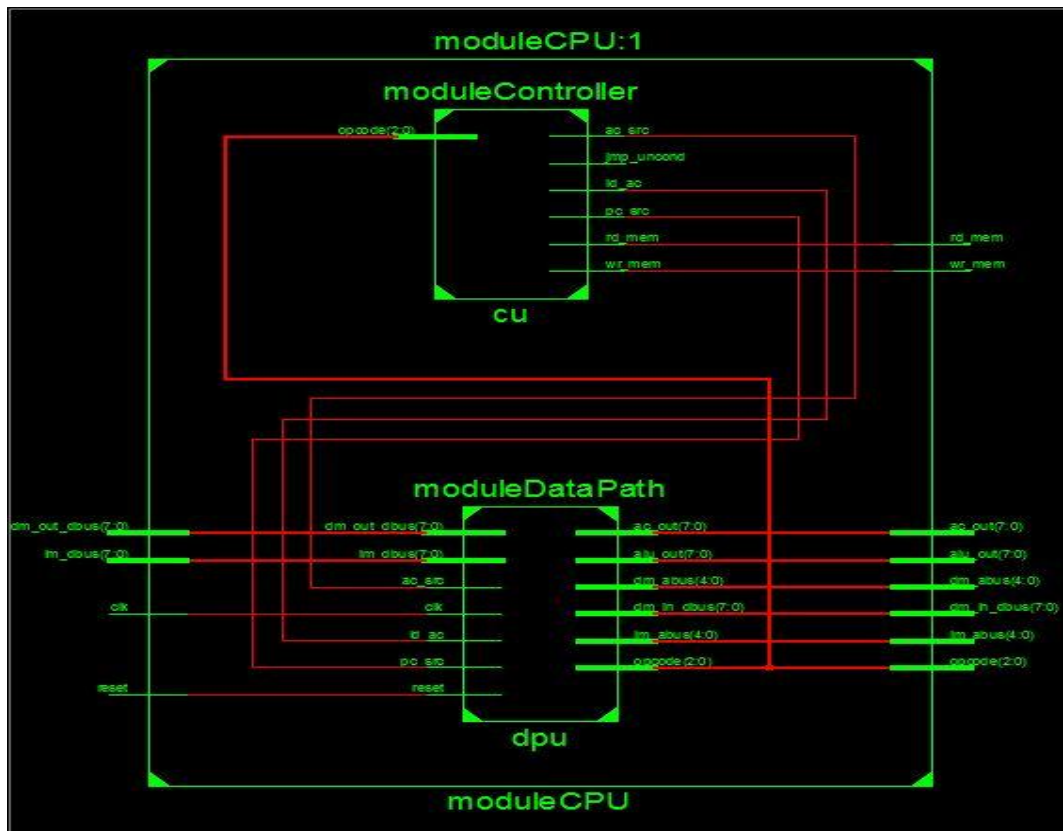 moduleCPU:1
moduleController
opcode(2:0)
ac_src
jmp_uncond
ld_ac
pc_src
rd_mem
rd_mem
wr_mem
wr_mem
cu
moduleDataPath
dm_out_dbus(7:0)
dm_out_dbus(7:0)
ac_out(7:0)
ac_out(7:0)
im_dbus(7:0)
im_dbus(7:0)
alu_out(7:0)
alu_out(7:0)
ac_src
dm_abus(4:0)
dm_abus(4:0)
clk
clk
dm_in_dbus(7:0)
dm_in_dbus(7:0)
ld_ac
im_abus(4:0)
im_abus(4:0)
pc_src
opcode(2:0)
opcode(2:0)
reset
reset
dpu
moduleCPU